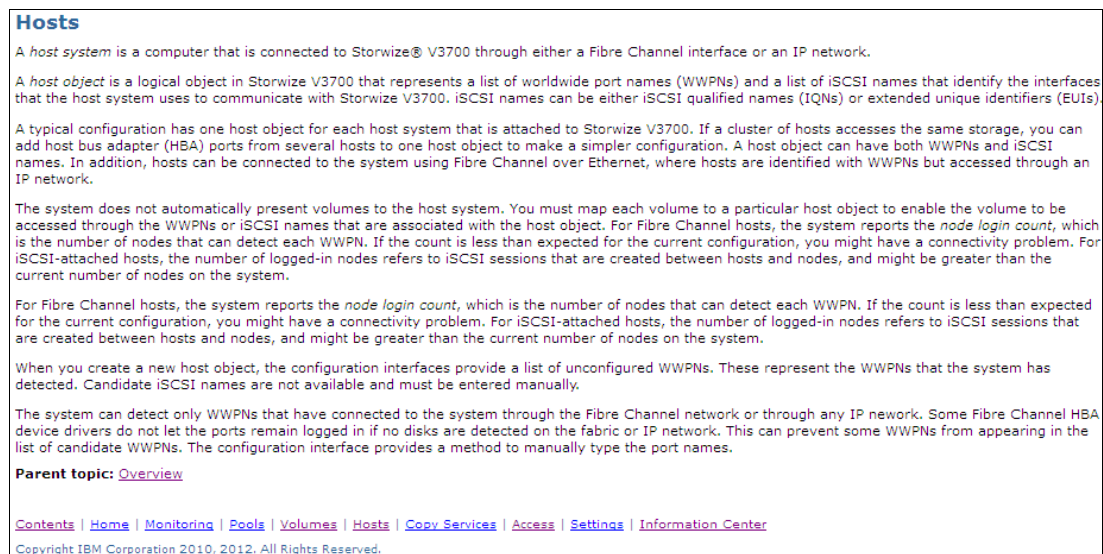 Hosts
A host system is a computer that is connected to Storwize® V3700 through either a Fibre Channel interface or an IP network.
A host object is a logical object in Storwize V3700 that represents a list of worldwide port names (WWPNs) and a list of iSCSI names that identify the interfaces
that the host system uses to communicate with Storwize V3700. iSCSI names can be either iSCSI qualified names (IQNs) or extended unique identifiers (EUIs).
A typical configuration has one host object for each host system that is attached to Storwize V3700. If a cluster of hosts accesses the same storage, you can
add host bus adapter (HBA) ports from several hosts to one host object to make a simpler configuration. A host object can have both WWPNs and iSCSI
names. In addition, hosts can be connected to the system using Fibre Channel over Ethernet, where hosts are identified with WWPNs but accessed through an
IP network.
The system does not automatically present volumes to the host system. You must map each volume to a particular host object to enable the volume to be
accessed through the WWPNs or iSCSI names that are associated with the host object. For Fibre Channel hosts, the system reports the node login count, which
is the number of nodes that can detect each WWPN. If the count is less than expected for the current configuration, you might have a connectivity problem. For
iSCSI-attached hosts, the number of logged-in nodes refers to iSCSI sessions that are created between hosts and nodes, and might be greater than the
current number of nodes on the system.
For Fibre Channel hosts, the system reports the node login count, which is the number of nodes that can detect each WWPN. If the count is less than expected
for the current configuration, you might have a connectivity problem. For iSCSI-attached hosts, the number of logged-in nodes refers to iSCSI sessions that
are created between hosts and nodes, and might be greater than the current number of nodes on the system.
When you create a new host object, the configuration interfaces provide a list of unconfigured WWPNs. These represent the WWPNs that the system has
detected. Candidate iSCSI names are not available and must be entered manually.
The system can detect only WWPNs that have connected to the system through the Fibre Channel network or through any IP nework. Some Fibre Channel HBA
device drivers do not let the ports remain logged in if no disks are detected on the fabric or IP network. This can prevent some WWPNs from appearing in the
list of candidate WWPNs. The configuration interface provides a method to manually type the port names.
Parent topic: Overview
Contents | Home | Monitoring | Pools | Volumes | Hosts | Copy Services | Access | Settings | Information Center
Copyright IBM Corporation 2010, 2012. All Rights Reserved.